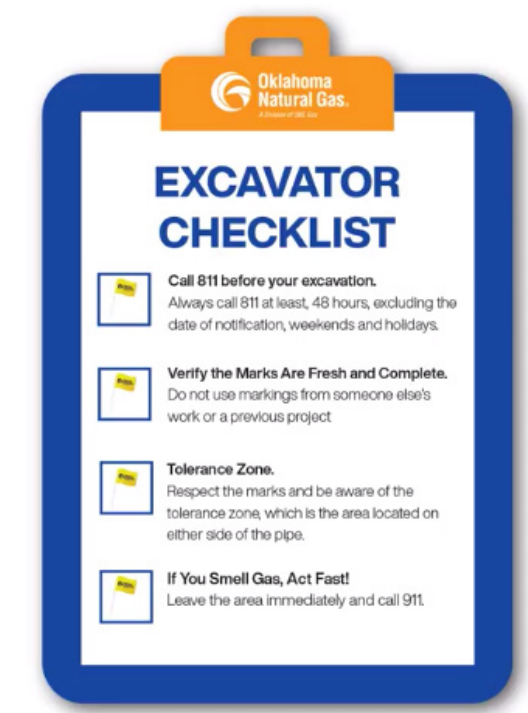 Oklahoma
Natural Gas.
A Division of ONE Gas
EXCAVATOR
CHECKLIST
Call 811 before your excavation.
Always call 811 at least, 48 hours, excluding the
date of notification, weekends and holidays.
Verify the Marks Are Fresh and Complete.
Do not use markings from someone else's
work or a previous project
Tolerance Zone.
Respect the marks and be aware of the
tolerance zone, which is the area located on
either side of the pipe.
If You Smell Gas, Act Fast!
Leave the area immediately and call 911.